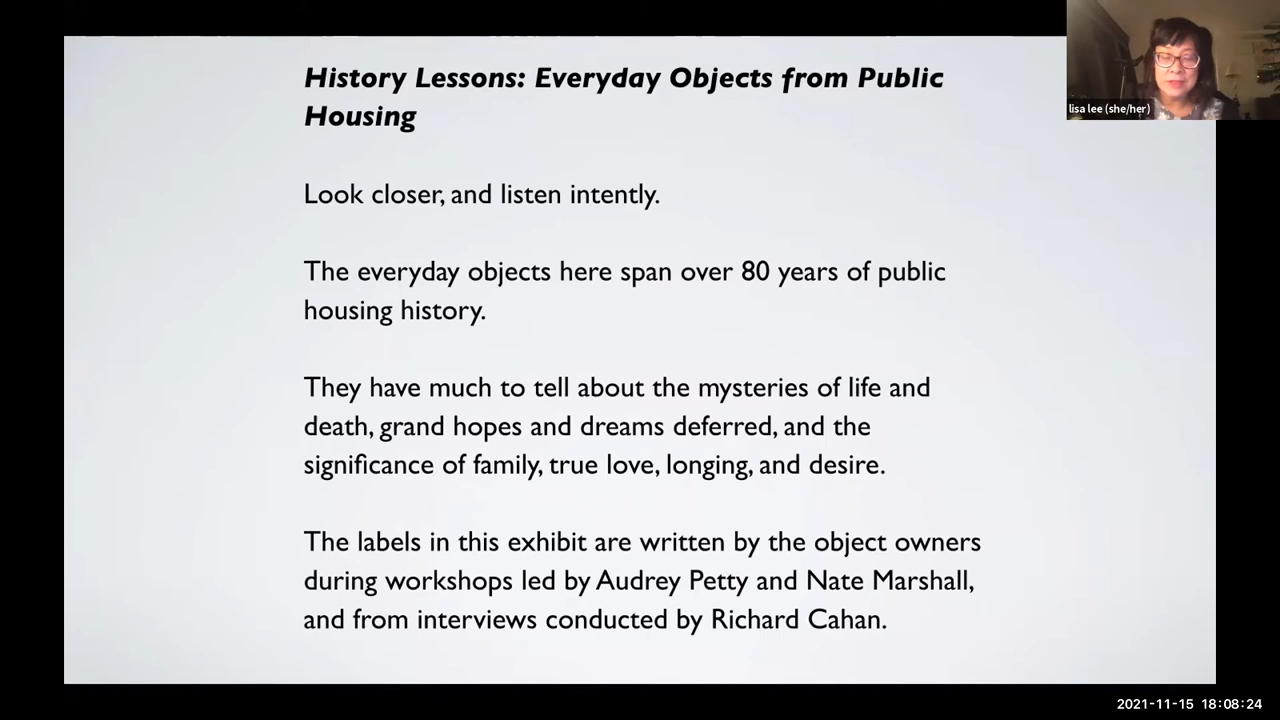 History Lessons: Everyday Objects from Public
Housing
Look closer, and listen intently.
The everyday objects here span over 80 years of public
housing history.
They have much to tell about the mysteries of life and
death, grand hopes and dreams deferred, and the
significance of family, true love, longing, and desire.
The labels in this exhibit are written by the object owners
during workshops led by Audrey Petty and Nate Marshall,
and from interviews conducted by Richard Cahan.
lisa lee (she/her)
2021-11-15 18:08:24